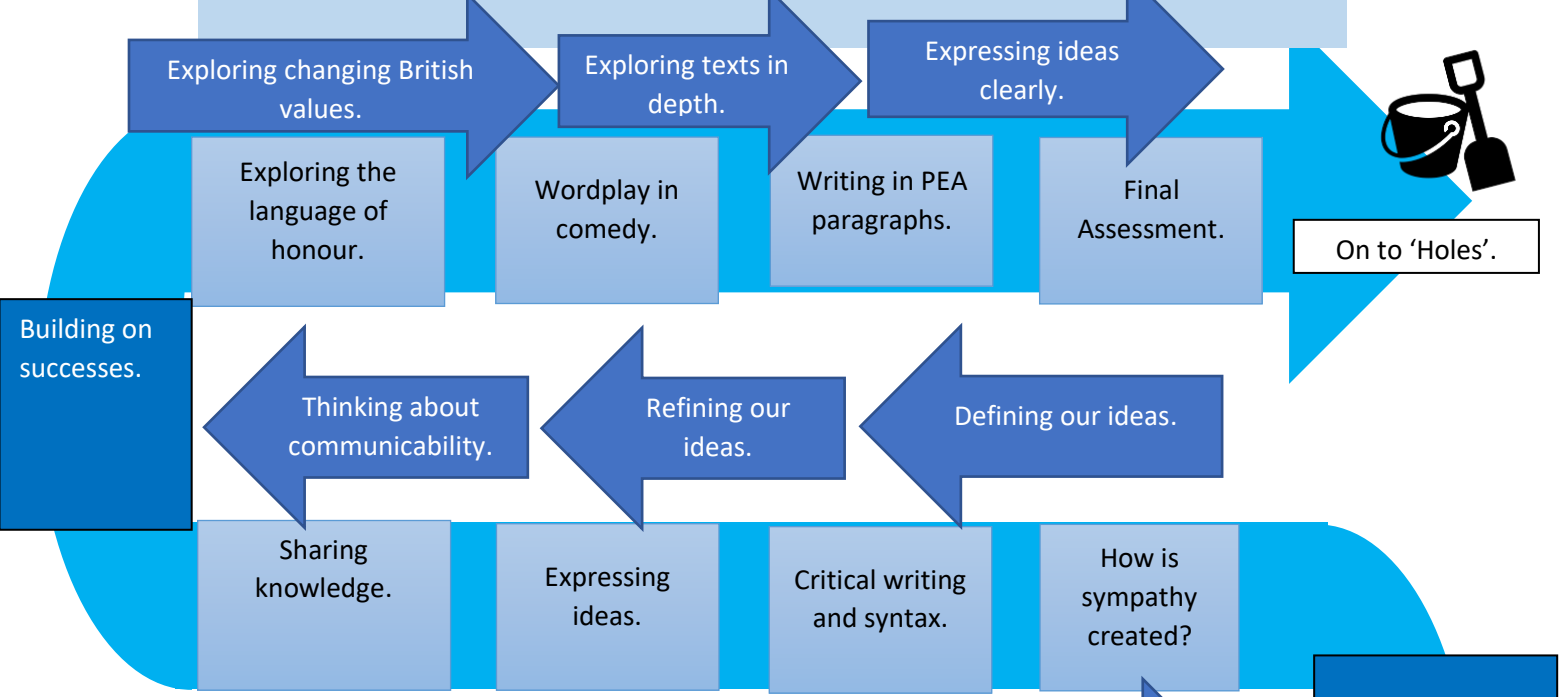 Exploring changing British
values.
Exploring texts in
depth.
Expressing ideas
clearly.
Exploring the
language of
honour.
Wordplay in
comedy.
Writing in PEA
paragraphs.
Final
Assessment.
On to ‘Holes’.
Building on
successes.
Thinking about
communicability.
Refining our
ideas.
Defining our ideas.
Sharing
knowledge.
Expressing
ideas.
Critical writing
and syntax.
How is
sympathy
created?